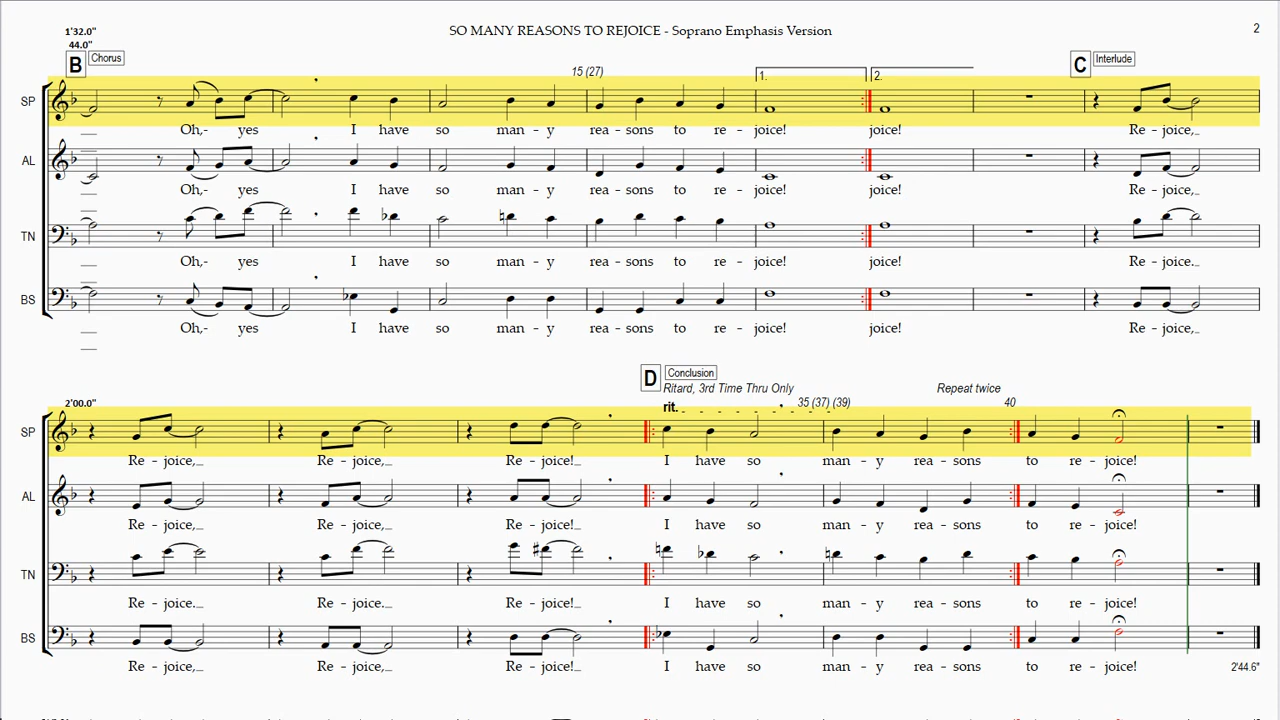 1'32.0"
SO MANY REASONS TO REJOICE - Soprano Emphasis Version
2
44.0"
B Chorus
15 (27)
1.
2.
C Interlude
SP
Oh,- yes I have so man - y rea - sons to re - joice! joice! Re - joice,_
AL
Oh,- yes I have so man - y rea - sons to re - joice! joice! Re - joice,_
TN
Oh,- yes I have so man - y rea - sons to re - joice! joice! Re - joice._
BS
Oh,- yes I have so man - y rea - sons to re - joice! joice! Re - joice,_
D Conclusion
Ritard, 3rd Time Thru Only
Repeat twice
2'00.0"
rit.
35 (37) (39)
40
SP
Re - joice,_ Re - joice,_ Re - joice!_ I have so man - y rea - sons to re - joice!
AL
Re - joice,_ Re - joice,_ Re - joice!_ I have so man - y rea - sons to re - joice!
TN
Re - joice._ Re - joice._ Re - joice!_ I have so man - y rea - sons to re - joice!
BS
Re - joice,_ Re - joice,_ Re - joice!_ I have so man - y rea - sons to re - joice!
2'44.6"